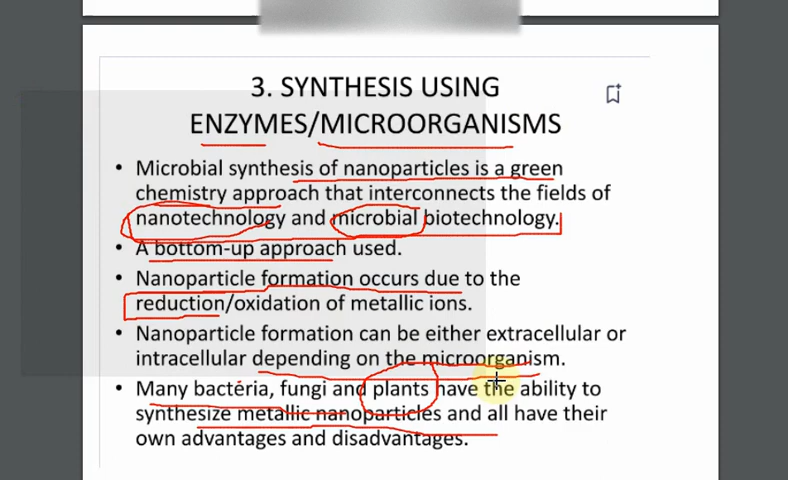 3. SYNTHESIS USING
ENZYMES/MICROORGANISMS
• Microbial synthesis of nanoparticles is a green
chemistry approach that interconnects the fields of
nanotechnology and microbial biotechnology.
• A bottom-up approach used.
• Nanoparticle formation occurs due to the
reduction/oxidation of metallic ions.
• Nanoparticle formation can be either extracellular or
intracellular depending on the microorganism.
• Many bacteria, fungi and plants have the ability to
synthesize metallic nanoparticles and all have their
own advantages and disadvantages.